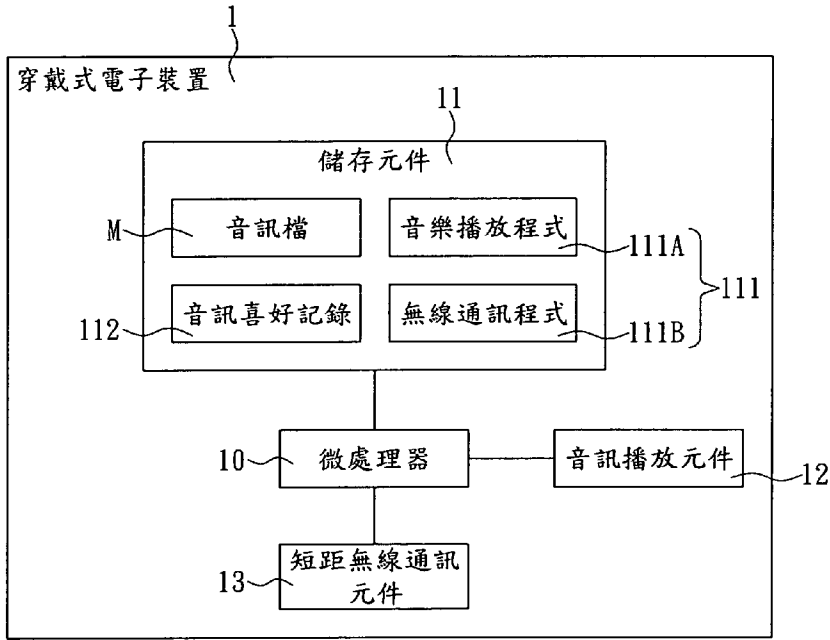 1
穿戴式電子裝置
11
儲存元件
M
音訊檔
音樂播放程式
111A
111
112
音訊喜好記錄
無線通訊程式
111B
10
微處理器
音訊播放元件
12
13
短距無線通訊
元件